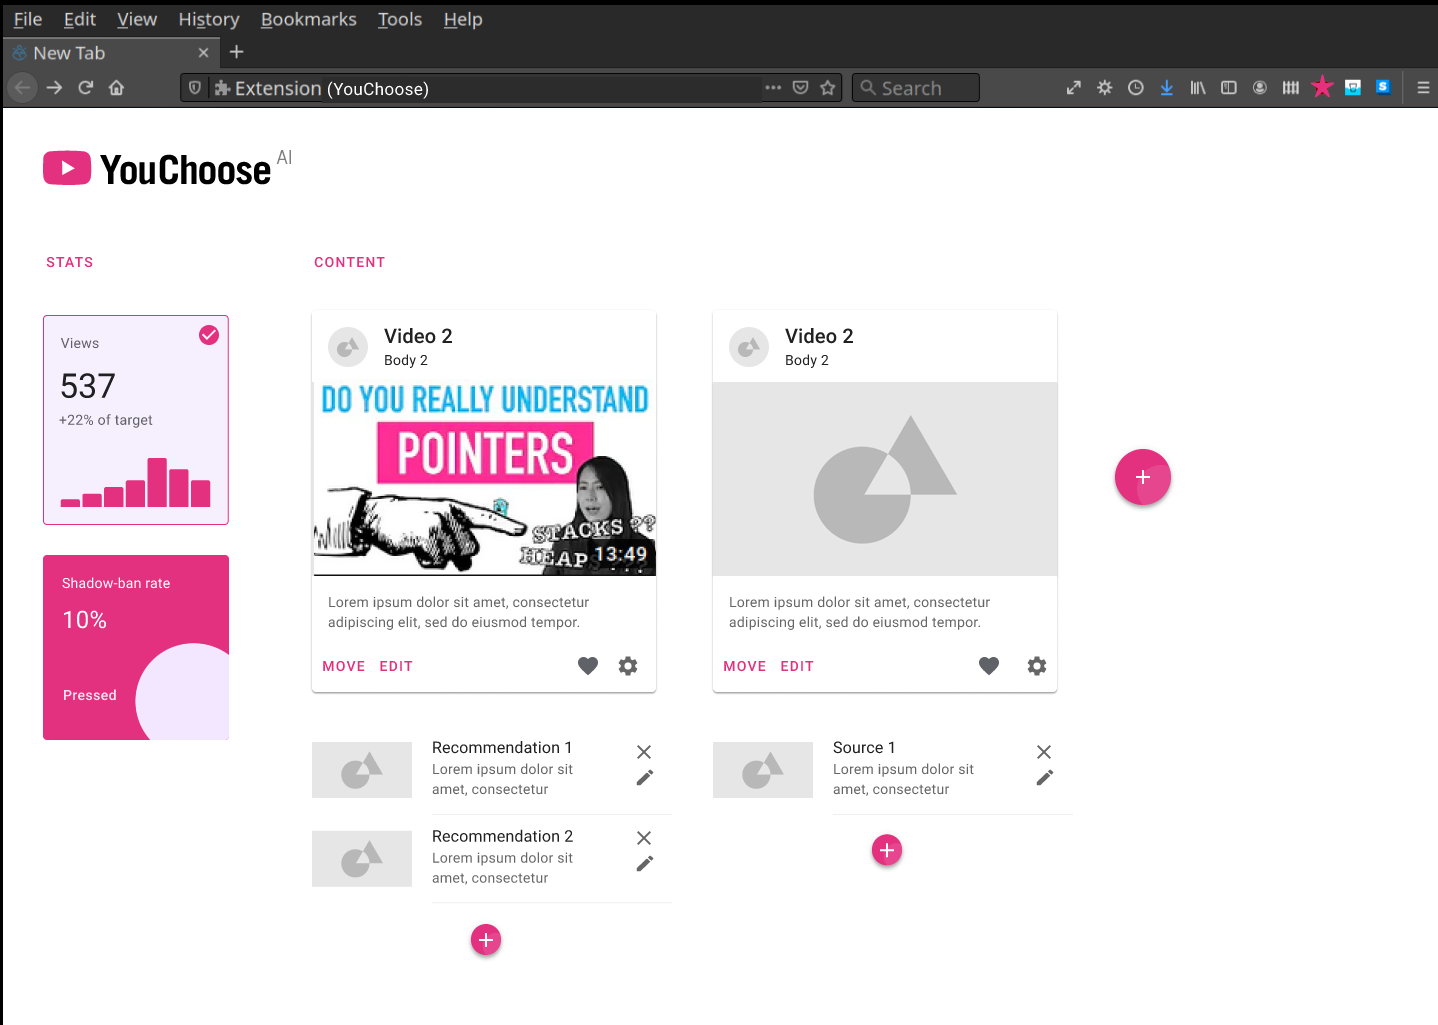 File Edit View History Bookmarks Tools Help
New Tab
Extension (YouChoose)
Search
S
YouChoose AI
STATS
CONTENT
Views
537
+22% of target
Shadow-ban rate
10%
Pressed
Video 2
Body 2
DO YOU REALLY UNDERSTAND
POINTERS
STACKS ??
HEAPS ??
...
13:49
Lorem ipsum dolor sit amet, consectetur
adipiscing elit, sed do eiusmod tempor.
MOVE EDIT
Recommendation 1
Lorem ipsum dolor sit
amet, consectetur
Recommendation 2
Lorem ipsum dolor sit
amet, consectetur
Video 2
Body 2
Lorem ipsum dolor sit amet, consectetur
adipiscing elit, sed do eiusmod tempor.
MOVE EDIT
Source 1
Lorem ipsum dolor sit
amet, consectetur